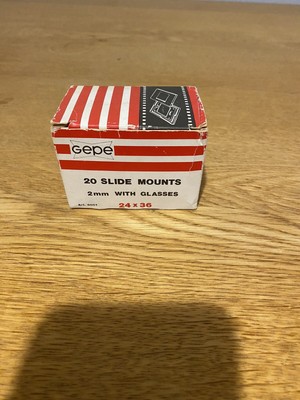 GePe
20 SLIDE MOUNTS
2mm WITH GLASSES
24 x 36